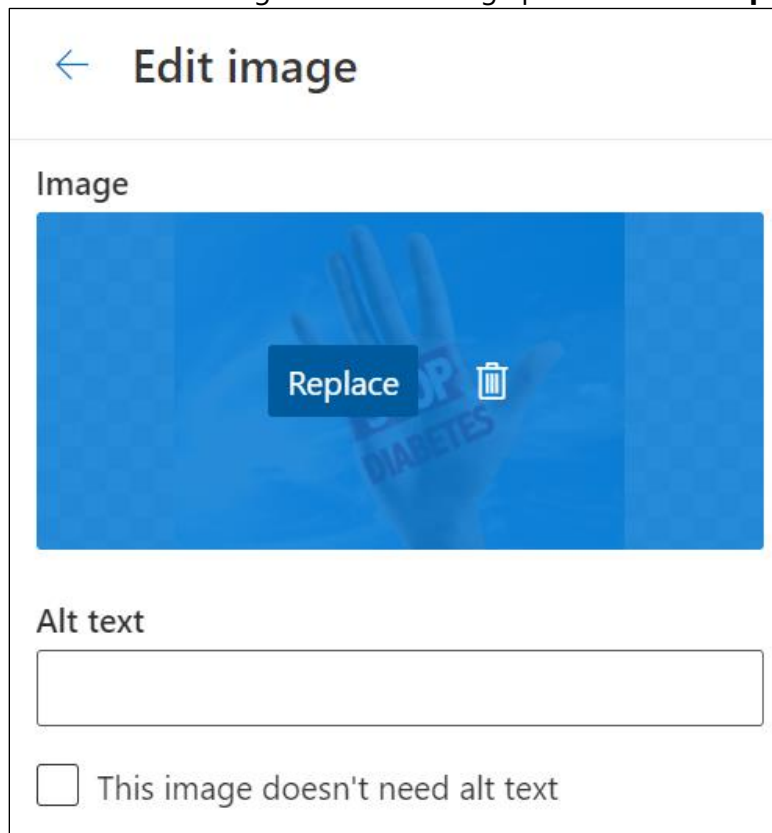 Edit image
Image
Replace
DIABETES
Alt text
This image doesn't need alt text